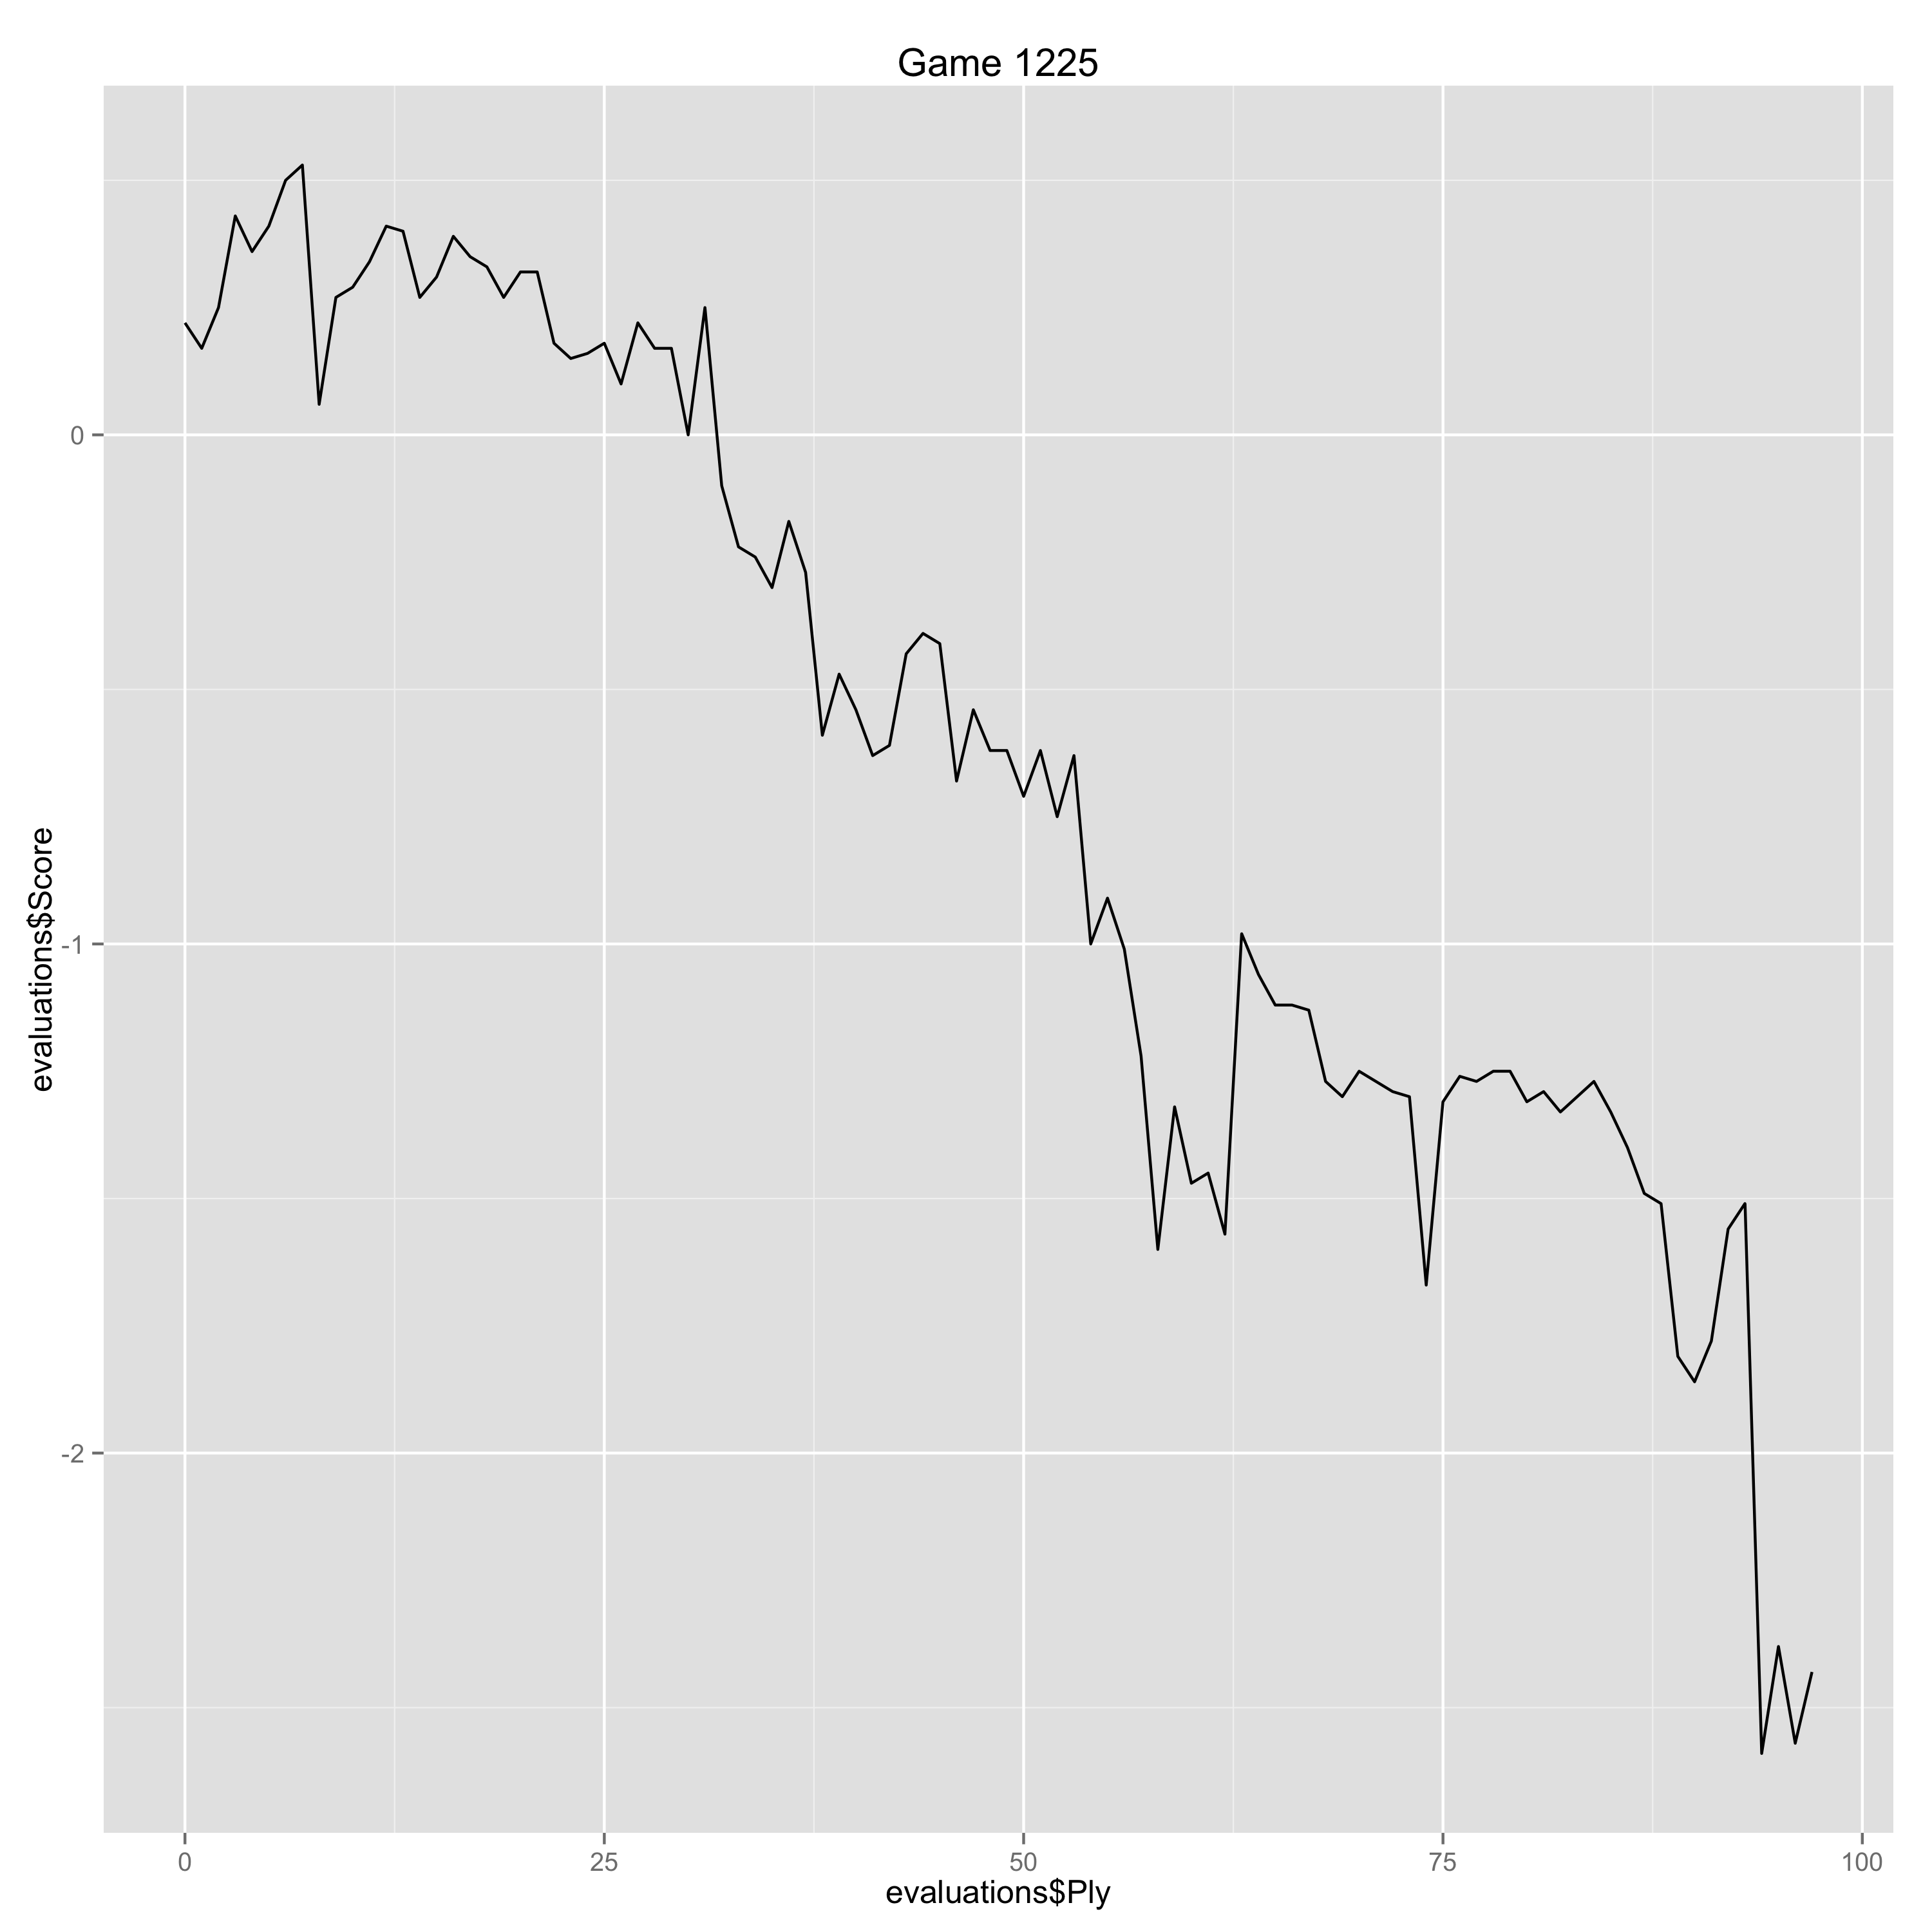 Game 1225
evaluations$Score
0
-1
-2
0 25 50 75 100
evaluations$Ply